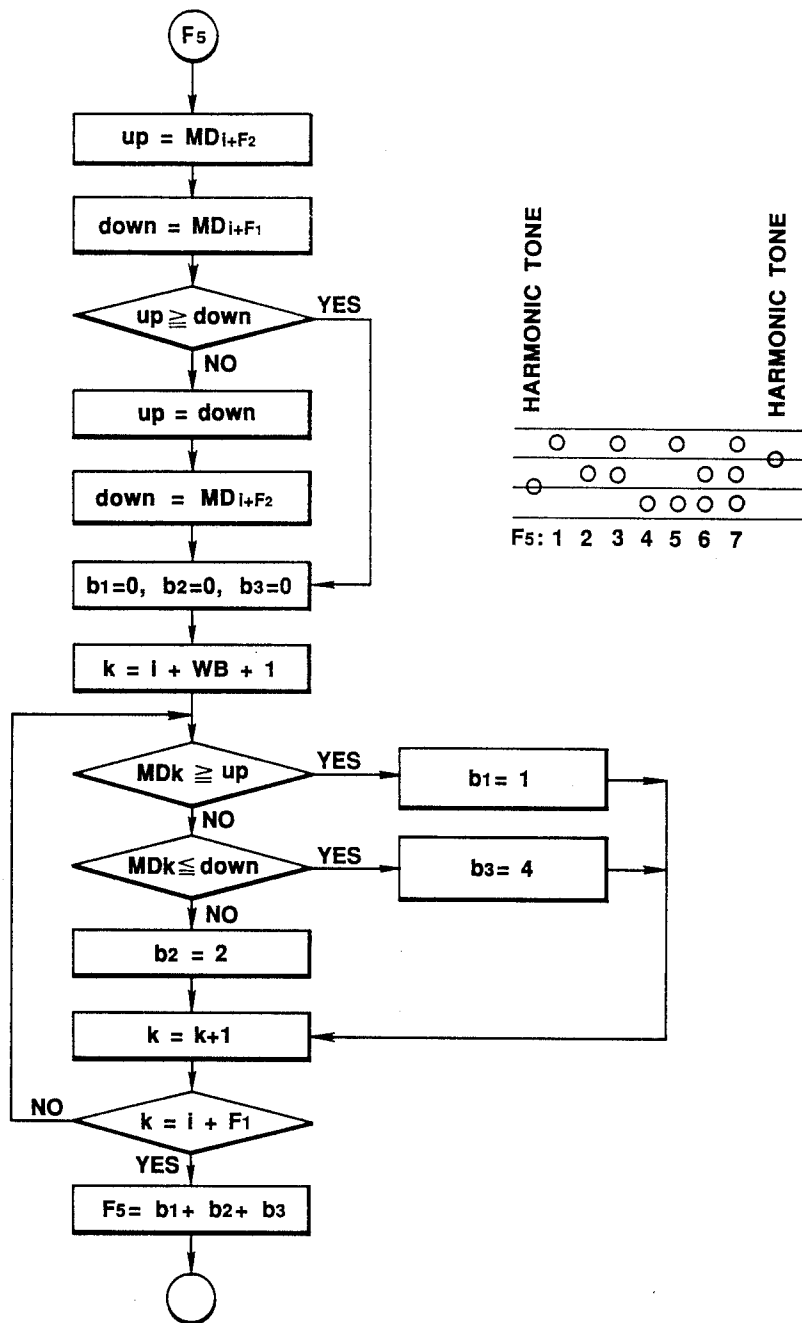 F5
up = MDi+F2
down = MDi+F1
up ≧ down
YES
NO
up = down
down = MDi+F2
b1=0, b2=0, b3=0
k = i + WB + 1
MDk ≧ up
YES
b1= 1
NO
MDk≦down
YES
b3= 4
NO
b2 = 2
k = k+1
NO
k = i + F1
YES
F5= b1+ b2+ b3
HARMONIC TONE
HARMONIC TONE
F5: 1 2 3 4 5 6 7